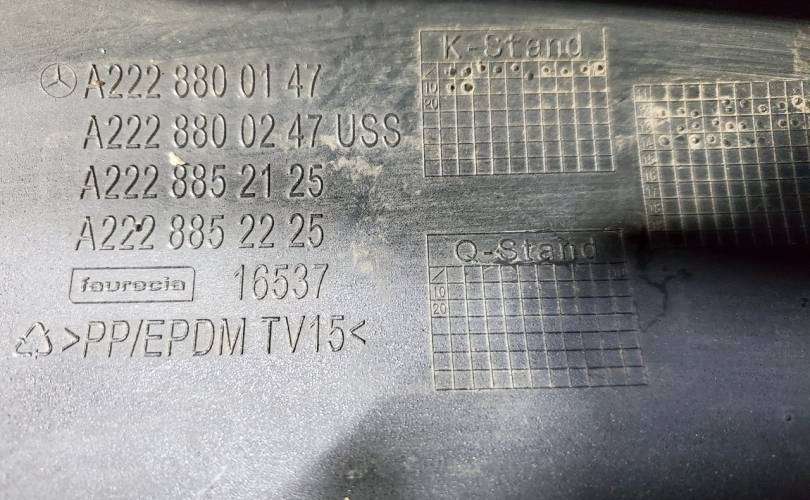 A222 880 01 47
A222 880 02 47 USS
A222 885 21 25
A222 885 22 25
faurecia 16537
>PP/EPDM TV15<
K-Stand
10
20
Q-Stand
10
20